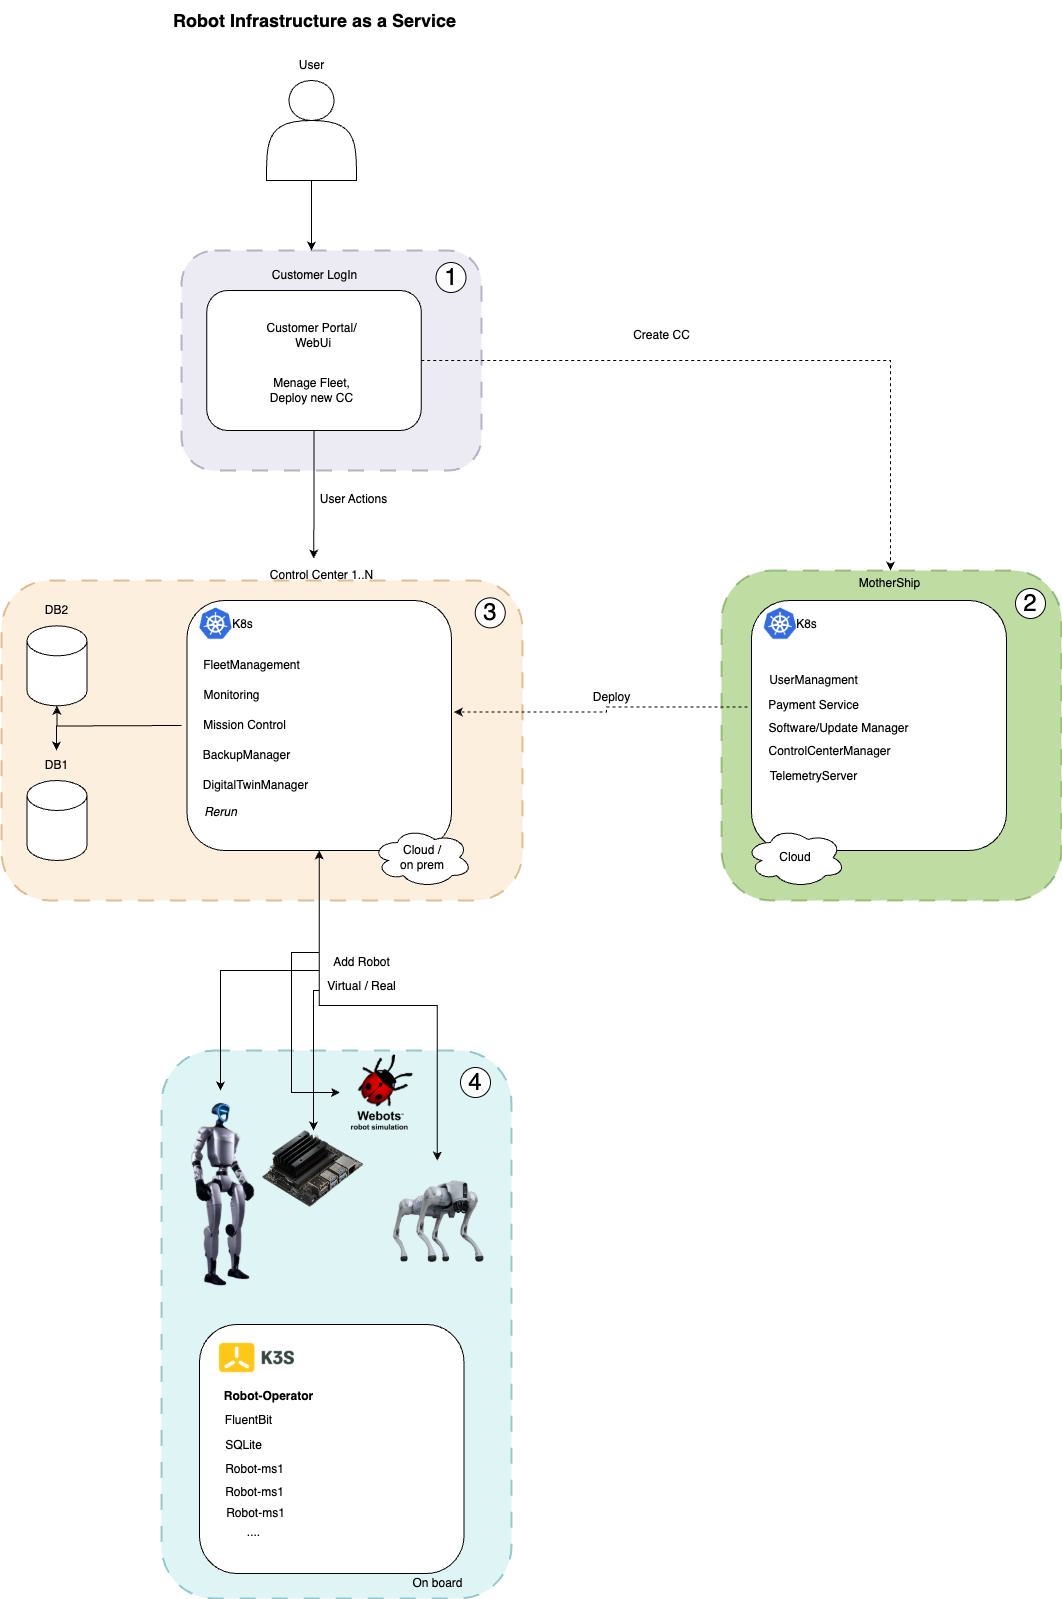 Robot Infrastructure as a Service
User
Customer LogIn
1
Customer Portal/
WebUi
Menage Fleet,
Deploy new CC
Create CC
User Actions
Control Center 1..N
3
DB2
K8s
FleetManagement
Monitoring
Mission Control
BackupManager
DigitalTwinManager
Rerun
DB1
Cloud /
on prem
Deploy
MotherShip
2
K8s
UserManagment
Payment Service
Software/Update Manager
ControlCenterManager
TelemetryServer
Cloud
Add Robot
Virtual / Real
4
Webots™
robot simulation
K3S
Robot-Operator
FluentBit
SQLite
Robot-ms1
Robot-ms1
Robot-ms1
....
On board